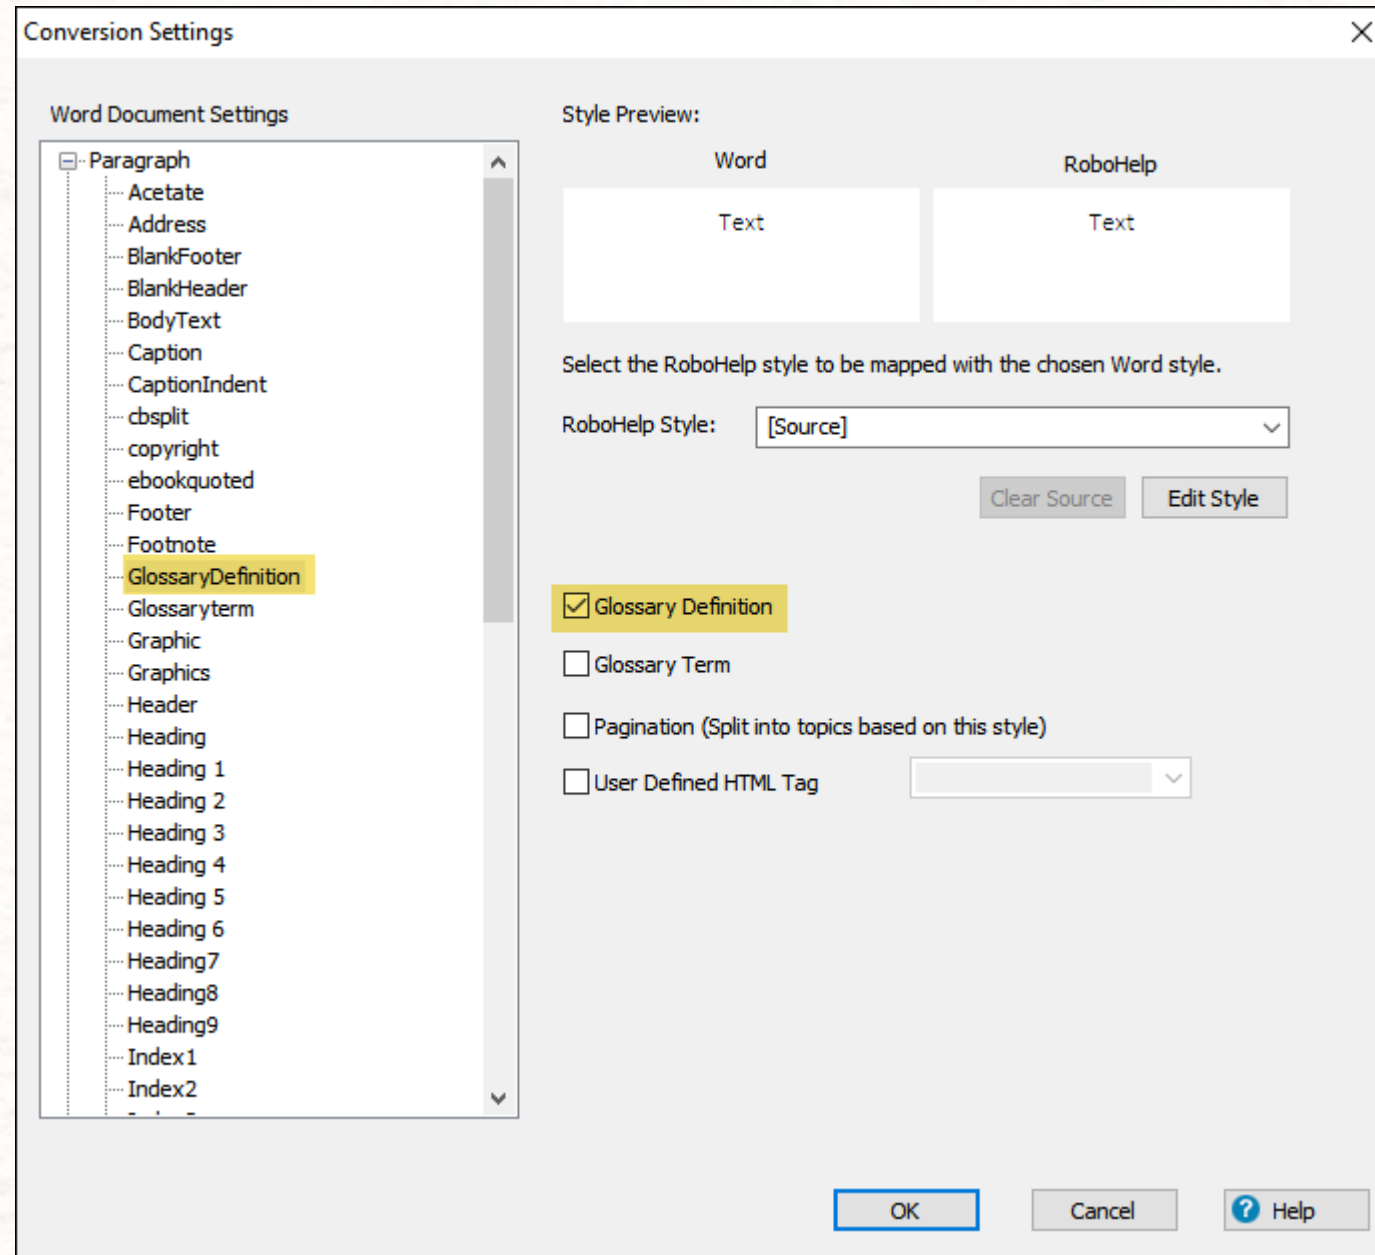 Conversion Settings
Word Document Settings
Paragraph
Acetate
Address
BlankFooter
BlankHeader
BodyText
Caption
CaptionIndent
cbsplit
copyright
ebookquoted
Footer
Footnote
GlossaryDefinition
Glossaryterm
Graphic
Graphics
Header
Heading
Heading 1
Heading 2
Heading 3
Heading 4
Heading 5
Heading 6
Heading7
Heading8
Heading9
Index1
Index2
Style Preview:
Word RoboHelp
Text Text
Select the RoboHelp style to be mapped with the chosen Word style.
RoboHelp Style: [Source]
Clear Source Edit Style
Glossary Definition
Glossary Term
Pagination (Split into topics based on this style)
User Defined HTML Tag
OK Cancel ? Help